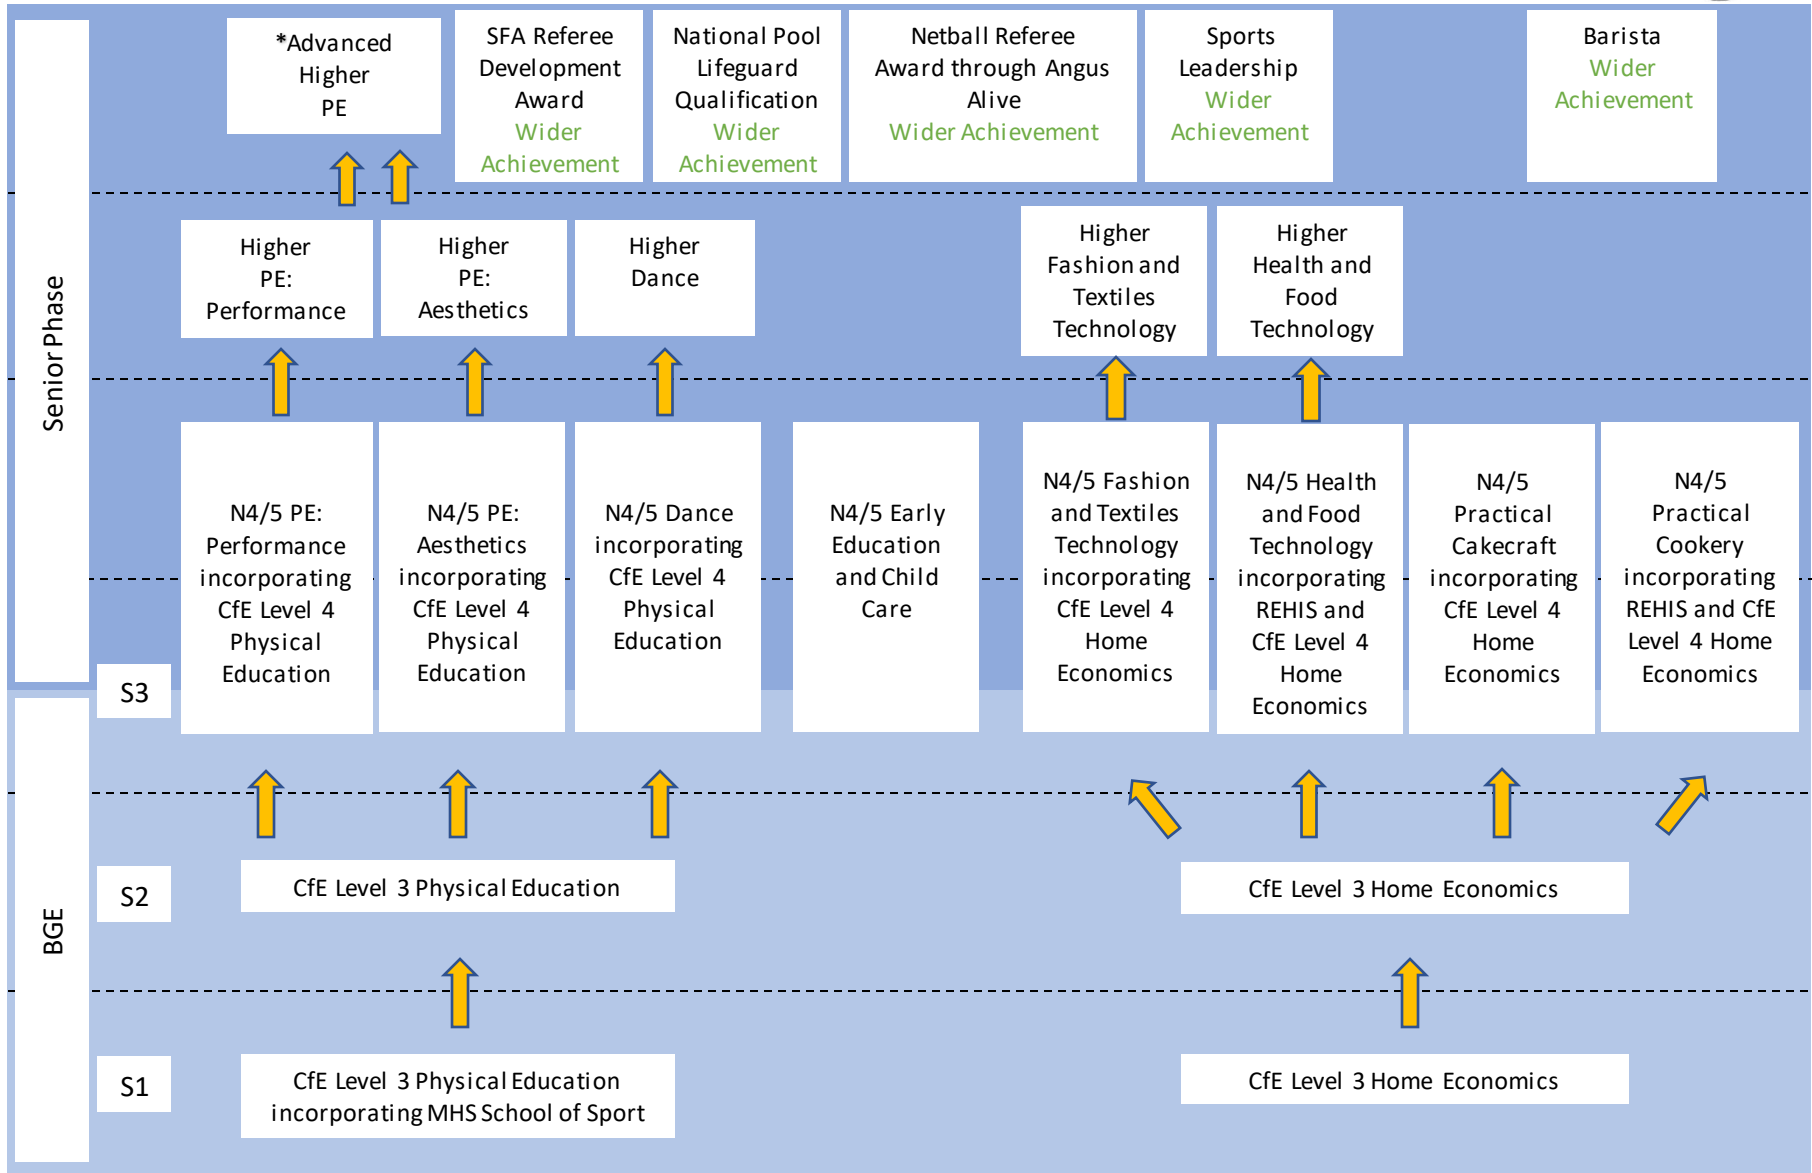 *Advanced
Higher
PE
SFA Referee
Development
Award
Wider
Achievement
National Pool
Lifeguard
Qualification
Wider
Achievement
Netball Referee
Award through Angus
Alive
Wider Achievement
Sports
Leadership
Wider
Achievement
Barista
Wider
Achievement
Senior Phase
Higher
PE:
Performance
Higher
PE:
Aesthetics
Higher
Dance
Higher
Fashion and
Textiles
Technology
Higher
Health and
Food
Technology
N4/5 PE:
Performance
incorporating
CfE Level 4
Physical
Education
N4/5 PE:
Aesthetics
incorporating
CfE Level 4
Physical
Education
N4/5 Dance
incorporating
CfE Level 4
Physical
Education
N4/5 Early
Education
and Child
Care
N4/5 Fashion
and Textiles
Technology
incorporating
CfE Level 4
Home
Economics
N4/5 Health
and Food
Technology
incorporating
REHIS and
CfE Level 4
Home
Economics
N4/5
Practical
Cakecraft
incorporating
CfE Level 4
Home
Economics
N4/5
Practical
Cookery
incorporating
REHIS and CfE
Level 4 Home
Economics
S3
BGE
S2
CfE Level 3 Physical Education
CfE Level 3 Home Economics
S1
CfE Level 3 Physical Education
incorporating MHS School of Sport
CfE Level 3 Home Economics